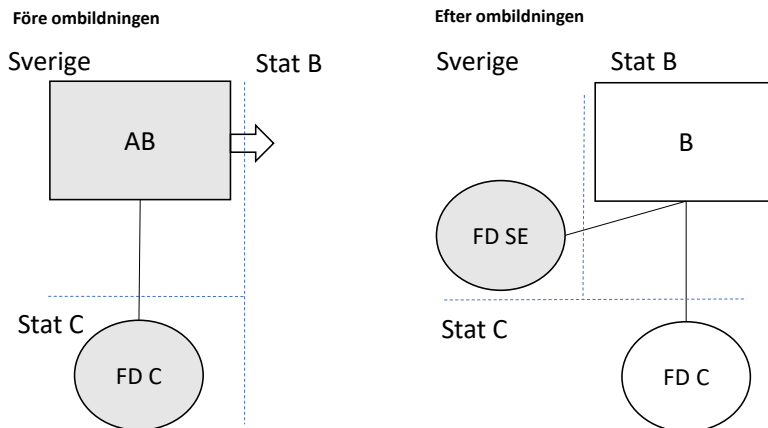 Före ombildningen
Sverige
Stat B
AB
Stat C
FD C
Efter ombildningen
Sverige
Stat B
B
FD SE
Stat C
FD C